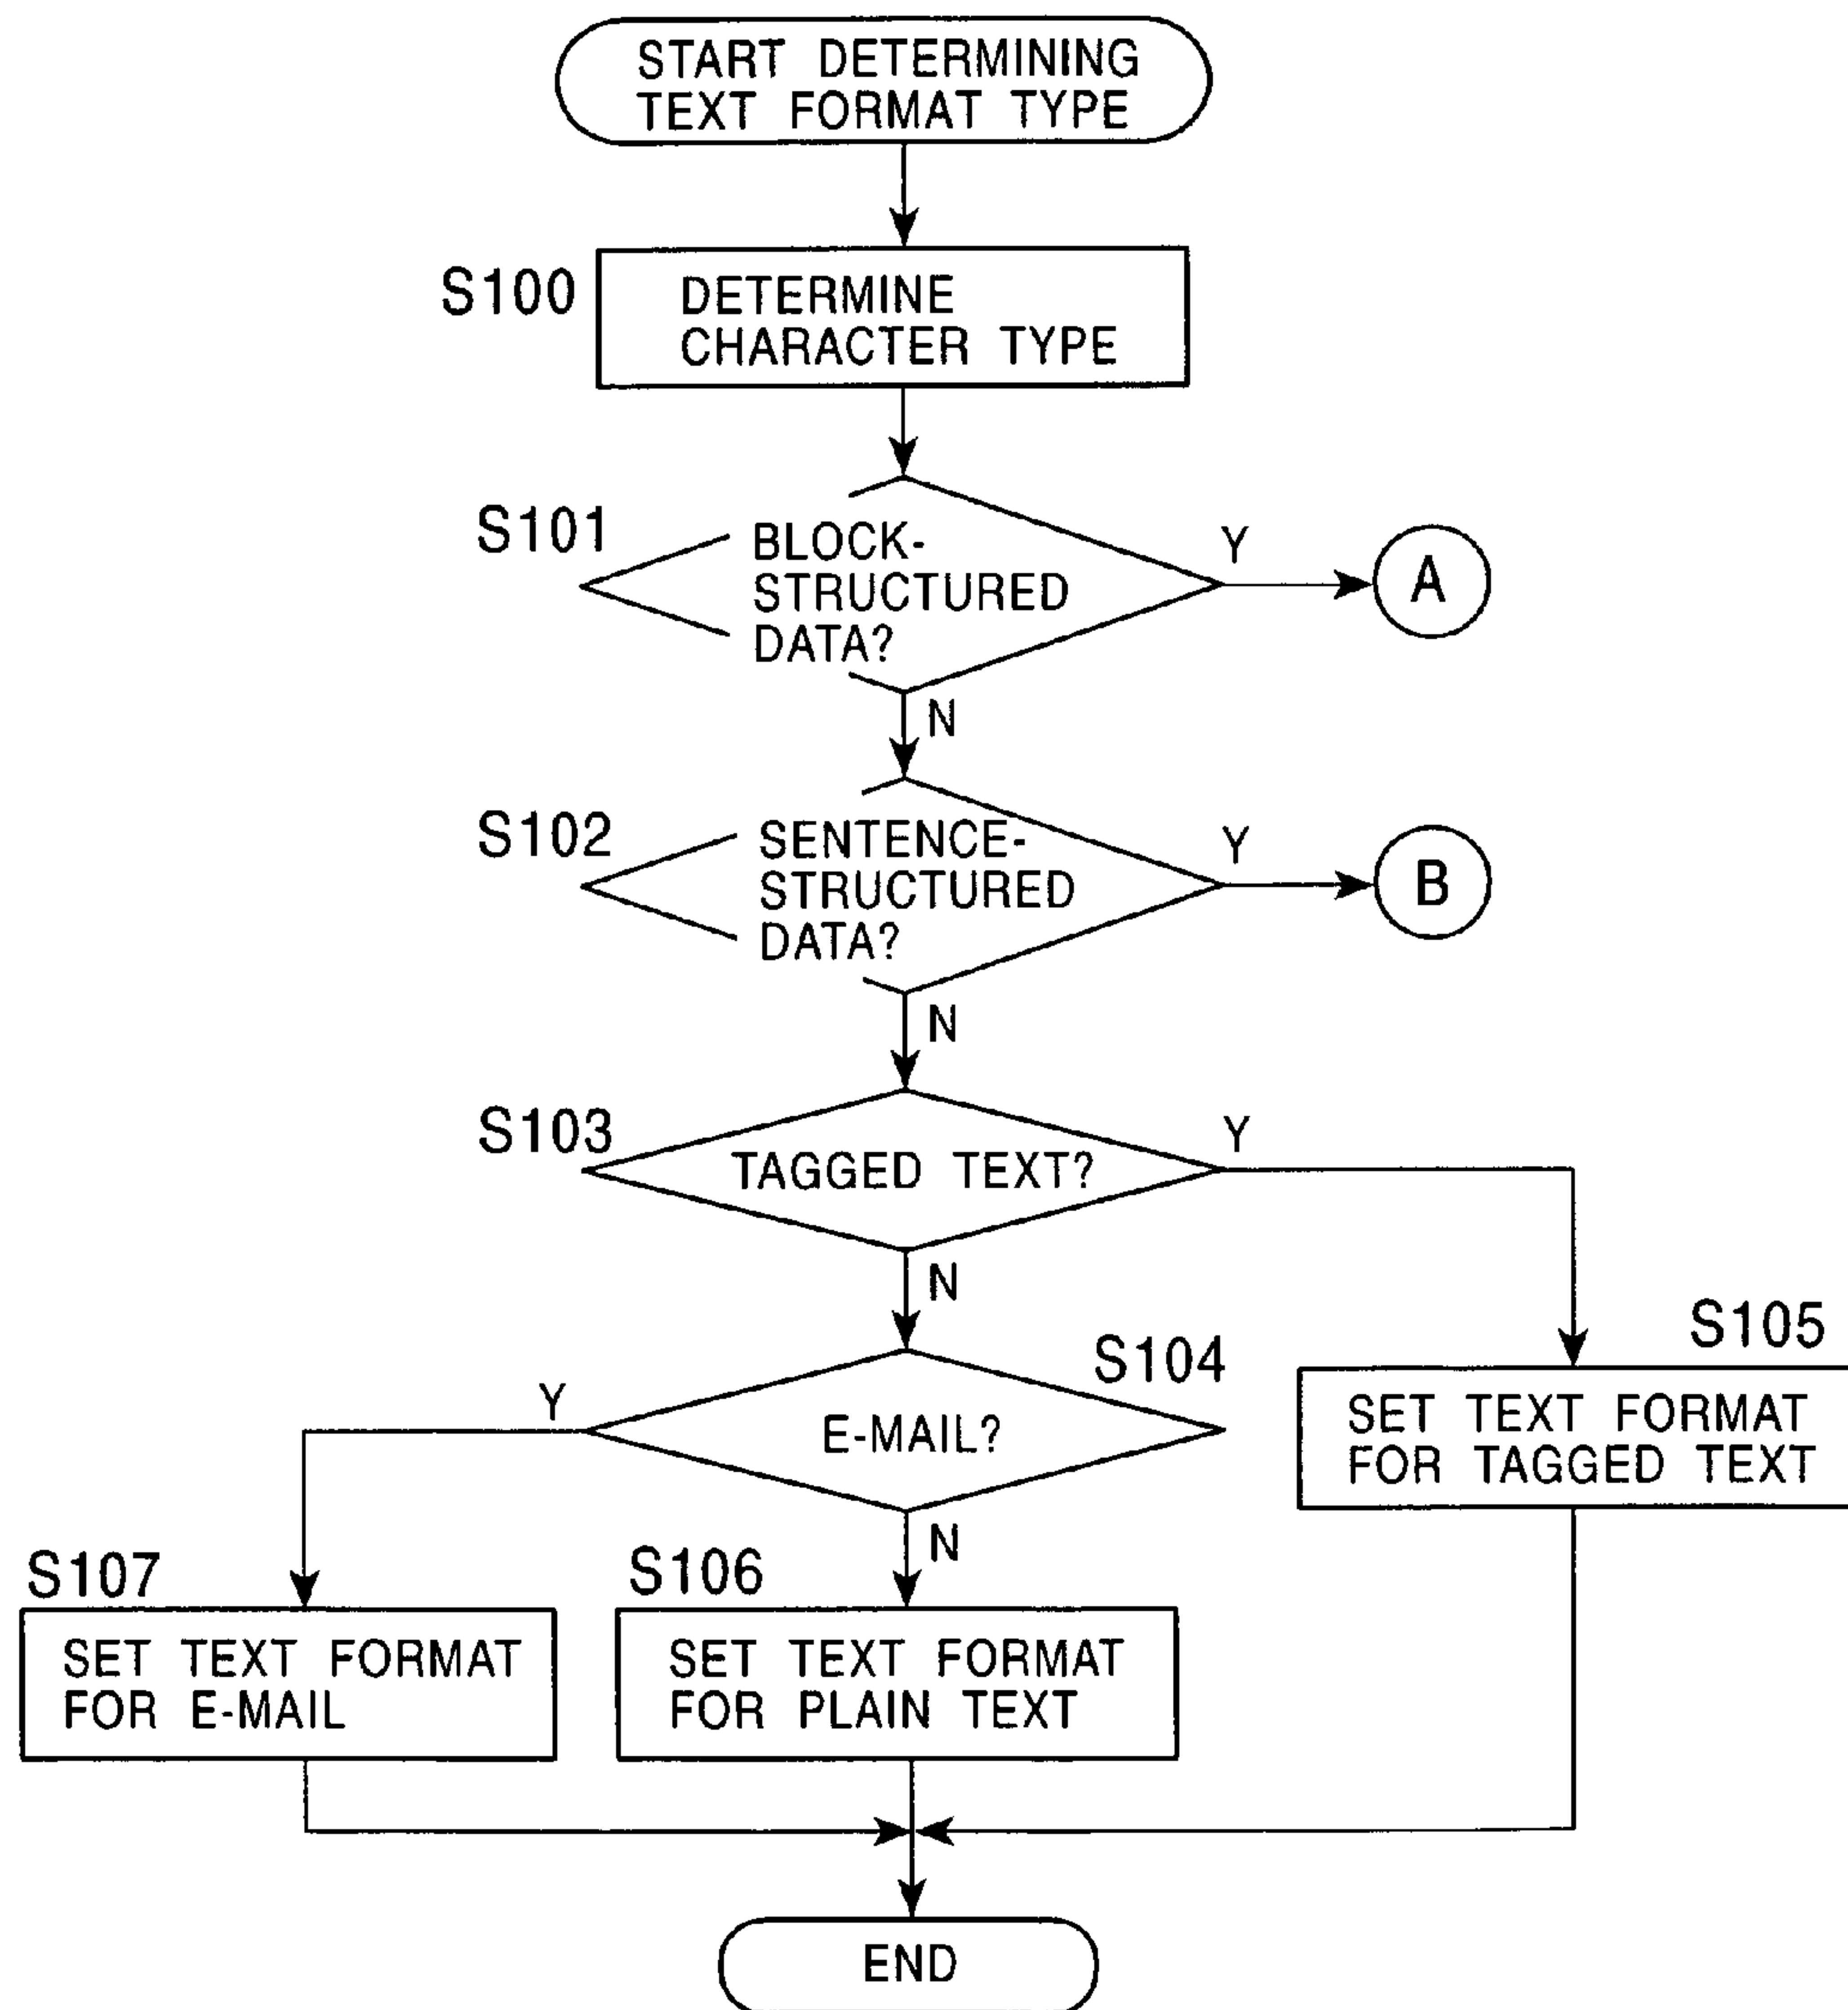 START DETERMINING
TEXT FORMAT TYPE
S100
DETERMINE
CHARACTER TYPE
S101
BLOCK-
STRUCTURED
DATA?
Y
A
N
S102
SENTENCE-
STRUCTURED
DATA?
Y
B
N
S103
TAGGED TEXT?
Y
N
S104
E-MAIL?
Y
N
S105
SET TEXT FORMAT
FOR TAGGED TEXT
S107
SET TEXT FORMAT
FOR E-MAIL
S106
SET TEXT FORMAT
FOR PLAIN TEXT
END